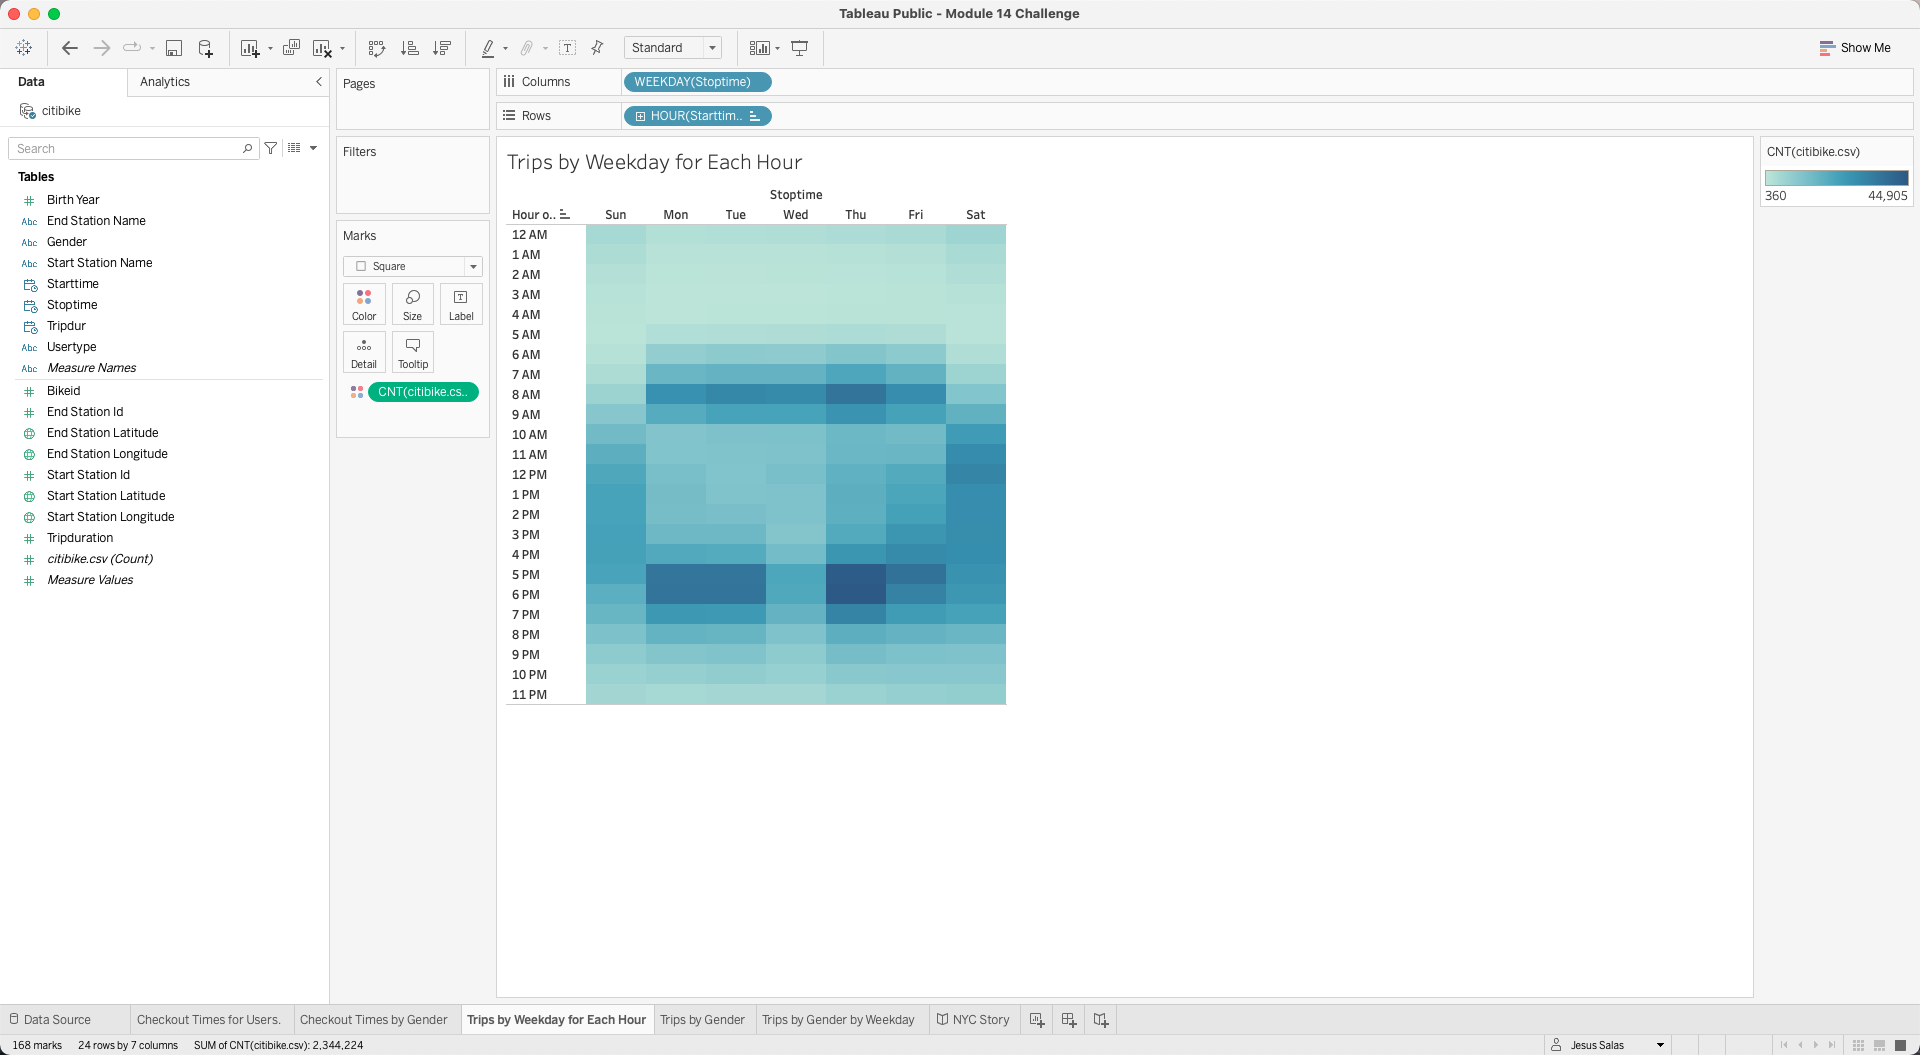 Tableau Public - Module 14 Challenge
Standard
Show Me
Data
Analytics
citibike
Search
Tables
Birth Year
Abc End Station Name
Abc Gender
Abc Start Station Name
Starttime
Stoptime
Tripdur
Abc Usertype
Abc Measure Names
Bikeid
End Station Id
End Station Latitude
End Station Longitude
Start Station Id
Start Station Latitude
Start Station Longitude
Tripduration
citibike.csv (Count)
Measure Values
Pages
Filters
Marks
Square
Color Size Label
Detail Tooltip
CNT(citibike.cs..
Columns WEEKDAY(Stoptime)
Rows HOUR(Starttim..
Trips by Weekday for Each Hour
Stoptime
Hour o.. Sun Mon Tue Wed Thu Fri Sat
12 AM
1 AM
2 AM
3 AM
4 AM
5 AM
6 AM
7 AM
8 AM
9 AM
10 AM
11 AM
12 PM
1 PM
2 PM
3 PM
4 PM
5 PM
6 PM
7 PM
8 PM
9 PM
10 PM
11 PM
CNT(citibike.csv)
360 44,905
Data Source Checkout Times for Users. Checkout Times by Gender Trips by Weekday for Each Hour Trips by Gender Trips by Gender by Weekday NYC Story
168 marks 24 rows by 7 columns SUM of CNT(citibike.csv): 2,344,224 Jesus Salas